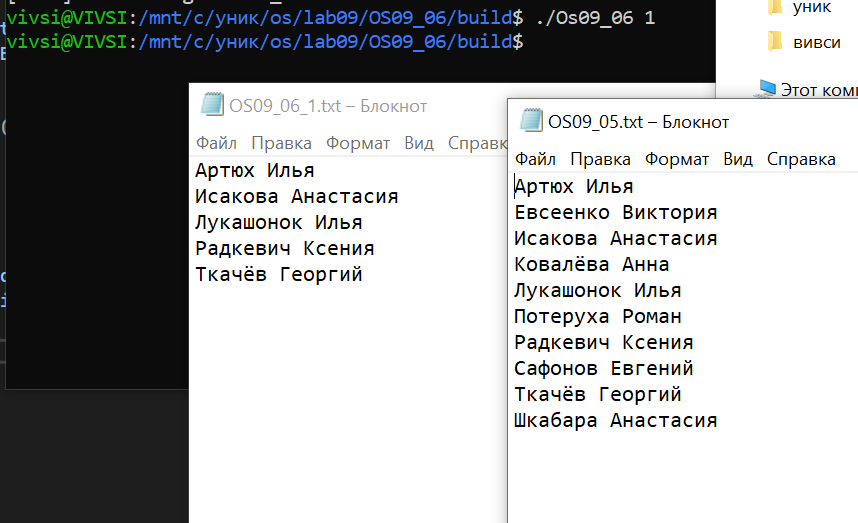 vivsi@VIVSI:/mnt/c/уник/os/lab09/OS09_06/build$ ./Os09_06 1
vivsi@VIVSI:/mnt/c/уник/os/lab09/OS09_06/build$
уник
вивси
Этот
OS09_06_1.txt – Блокнот
Файл Правка Формат Вид
Артюх Илья
Исакова Анастасия
Лукашонок Илья
Радкевич Ксения
Ткачёв Георгий
OS09_05.txt – Блокнот
Файл Правка Формат Вид Справка
Артюх Илья
Евсеенко Виктория
Исакова Анастасия
Ковалёва Анна
Лукашонок Илья
Потеруха Роман
Радкевич Ксения
Сафонов Евгений
Ткачёв Георгий
Шкабара Анастасия